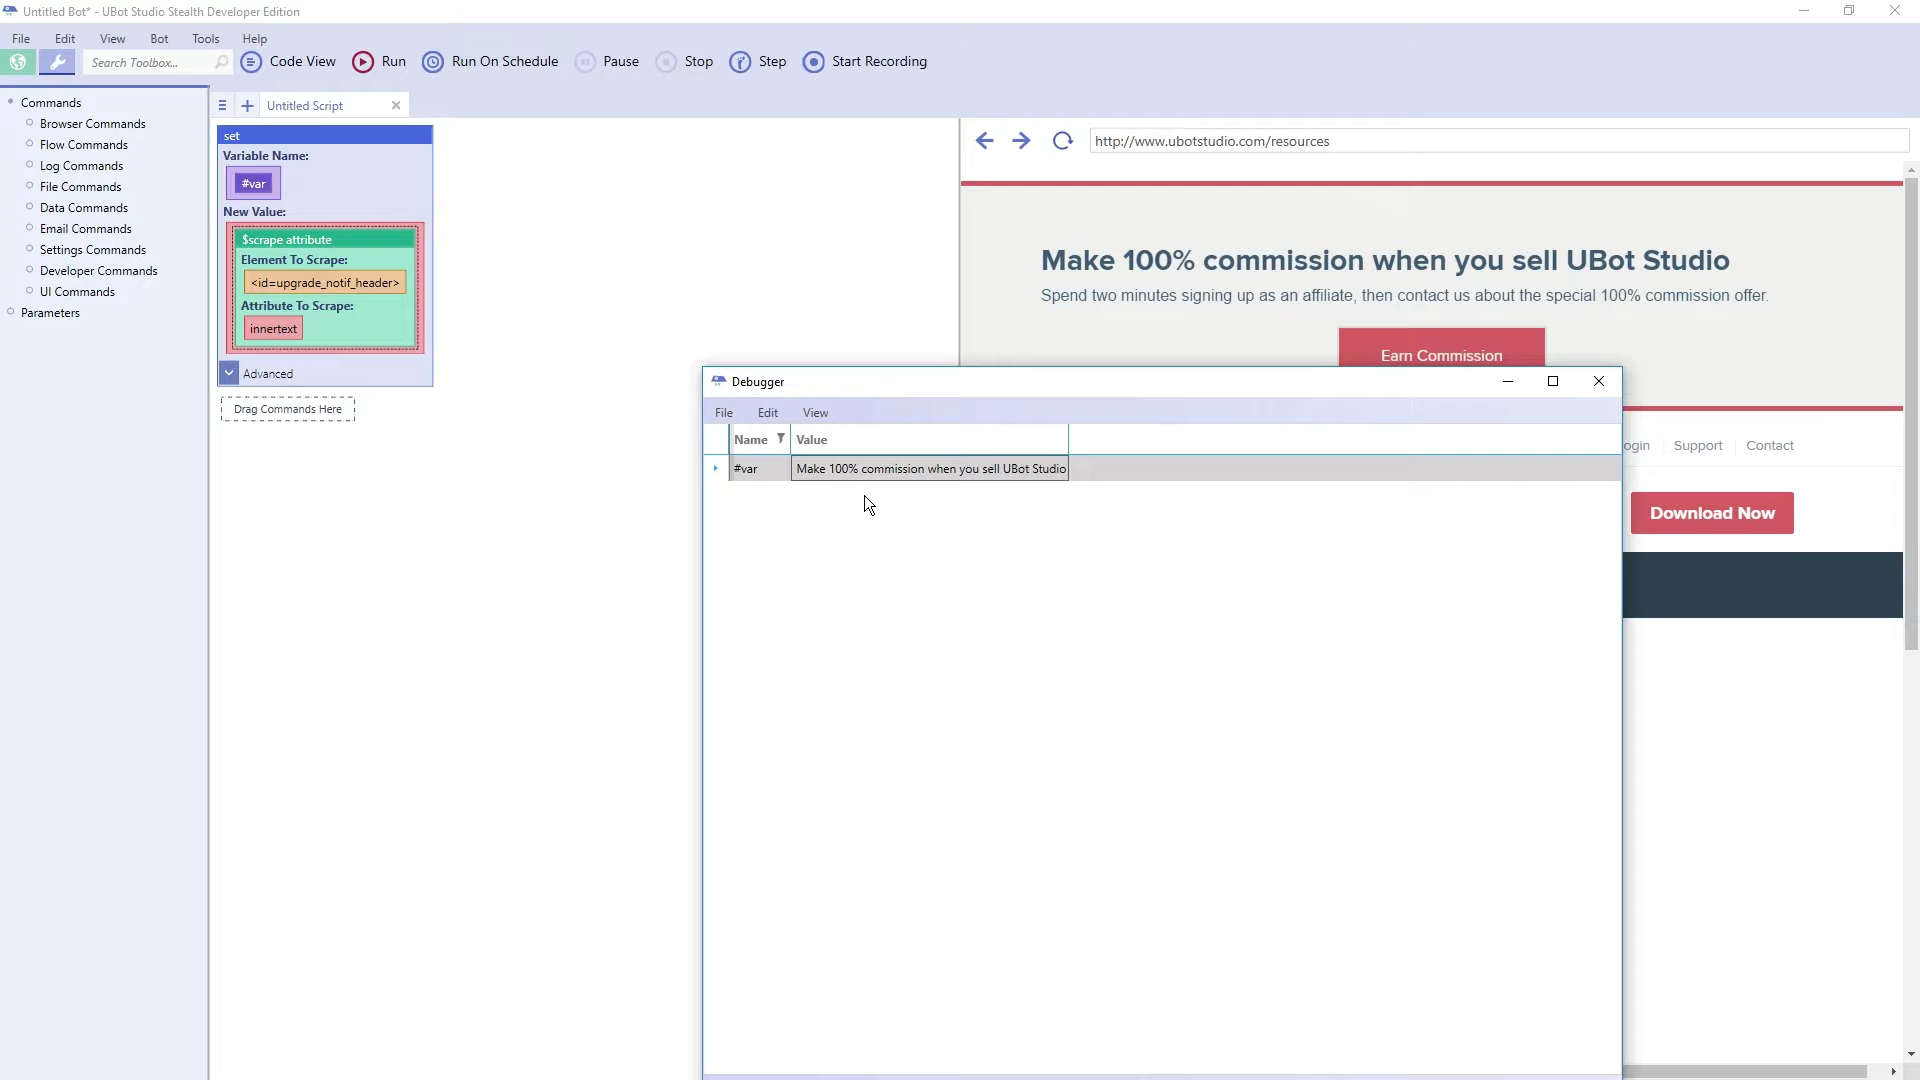 Untitled Bot* - UBot Studio Stealth Developer Edition
File Edit View Bot Tools Help
Search Toolbox...
Code View Run Run On Schedule Pause Stop Step Start Recording
Commands
Browser Commands
Flow Commands
Log Commands
File Commands
Data Commands
Email Commands
Settings Commands
Developer Commands
UI Commands
Parameters
Untitled Script
set
Variable Name:
#var
New Value:
$scrape attribute
Element To Scrape:
<id=upgrade_notif_header>
Attribute To Scrape:
innertext
Advanced
Drag Commands Here
http://www.ubotstudio.com/resources
Make 100% commission when you sell UBot Studio
Spend two minutes signing up as an affiliate, then contact us about the special 100% commission offer.
Earn Commission
ogin Support Contact
Download Now
Debugger
File Edit View
Name Value
#var Make 100% commission when you sell UBot Studio